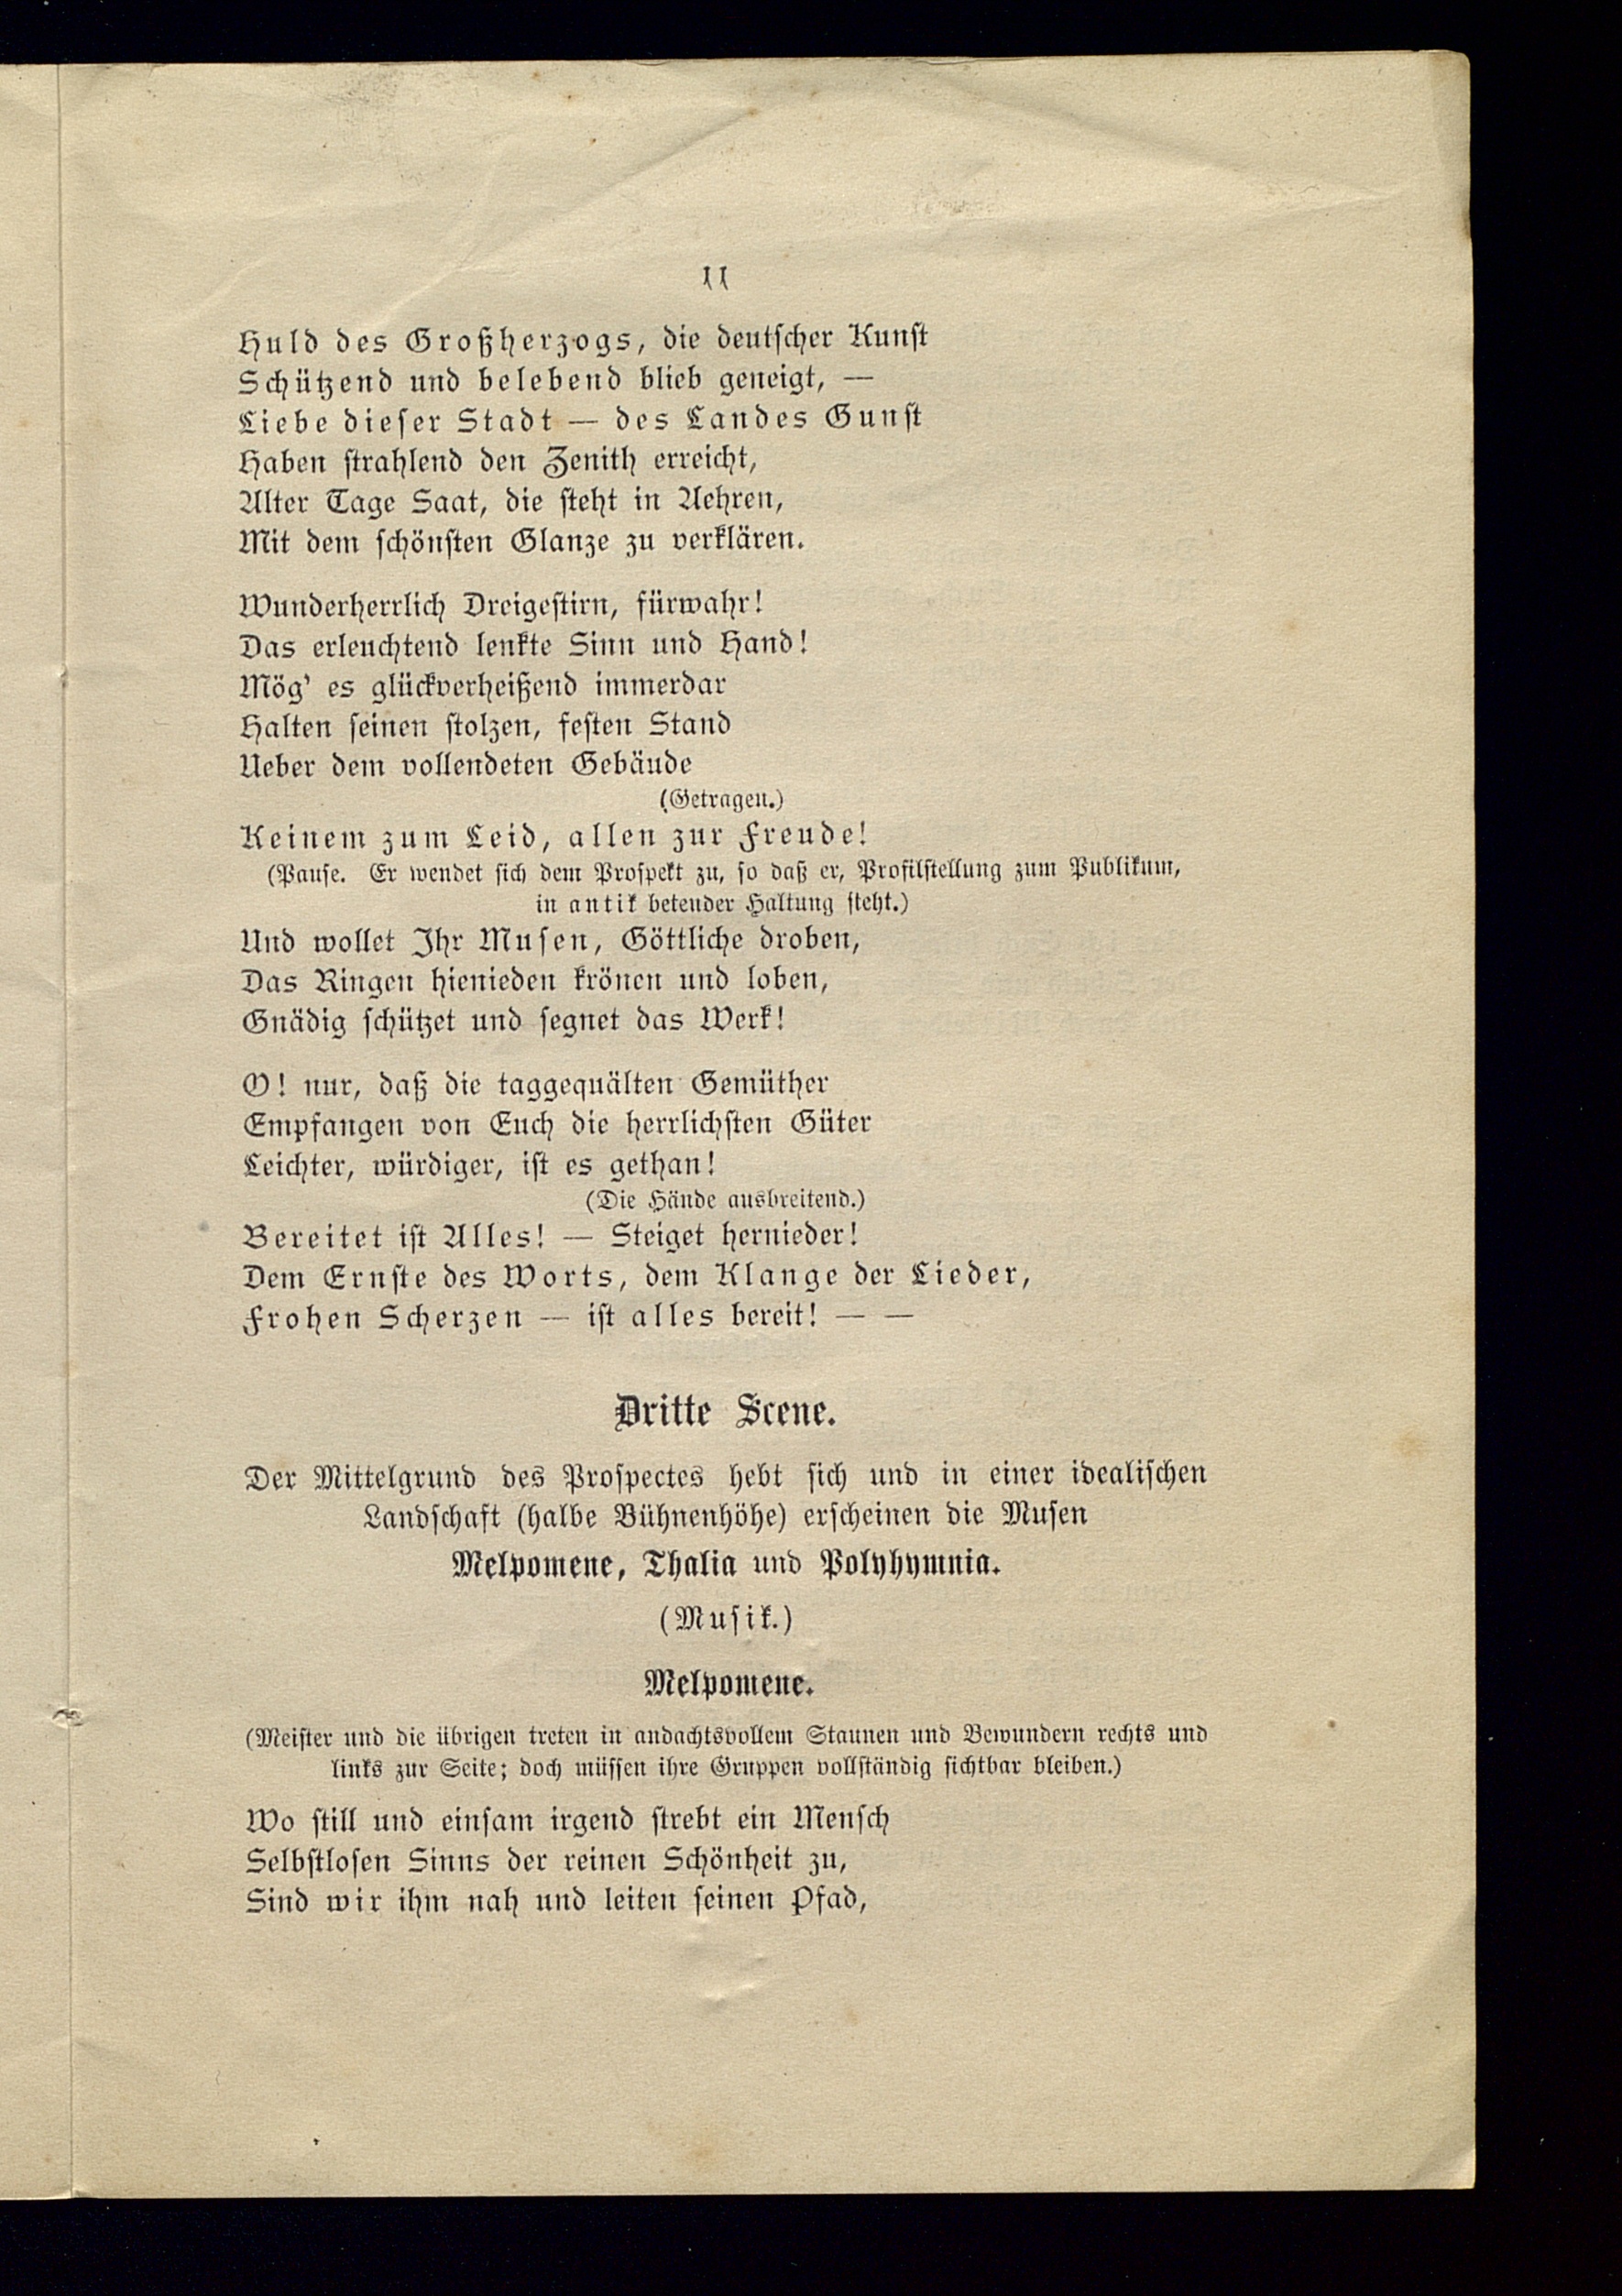 11
Huld des Großherzogs, die deutscher Kunst
Schützend und belebend blieb geneigt, —
Liebe dieser Stadt — des Landes Gunst
Haben strahlend den Zenith erreicht,
Alter Tage Saat, die steht in Aehren,
Mit dem schönsten Glanze zu verklären.
Wunderherrlich Dreigestirn, fürwahr!
Das erleuchtend lenkte Sinn und Hand!
Mög' es glückverheißend immerdar
Halten seinen stolzen, festen Stand
Ueber dem vollendeten Gebäude
(Getragen.)
Keinem zum Leid, allen zur Freude!
(Pause. Er wendet sich dem Prospekt zu, so daß er, Profilstellung zum Publikum,
in antik betender Haltung steht.)
Und wollet Ihr Musen, Göttliche droben,
Das Ringen hienieden krönen und loben,
Gnädig schützet und segnet das Werk!
O! nur, daß die taggequälten Gemüther
Empfangen von Euch die herrlichsten Güter
Leichter, würdiger, ist es gethan!
(Die Hände ausbreitend.)
Bereitet ist Alles! — Steiget hernieder!
Dem Ernste des Worts, dem Klange der Lieder,
Frohen Scherzen — ist alles bereit! — —
Dritte Scene.
Der Mittelgrund des Prospectes hebt sich und in einer idealischen
Landschaft (halbe Bühnenhöhe) erscheinen die Musen
Melpomene, Thalia und Polyhymnia.
(Musik.)
Melpomene.
(Meister und die übrigen treten in andachtsvollem Staunen und Bewundern rechts und
links zur Seite; doch müssen ihre Gruppen vollständig sichtbar bleiben.)
Wo still und einsam irgend strebt ein Mensch
Selbstlosen Sinns der reinen Schönheit zu,
Sind wir ihm nah und leiten seinen Pfad,